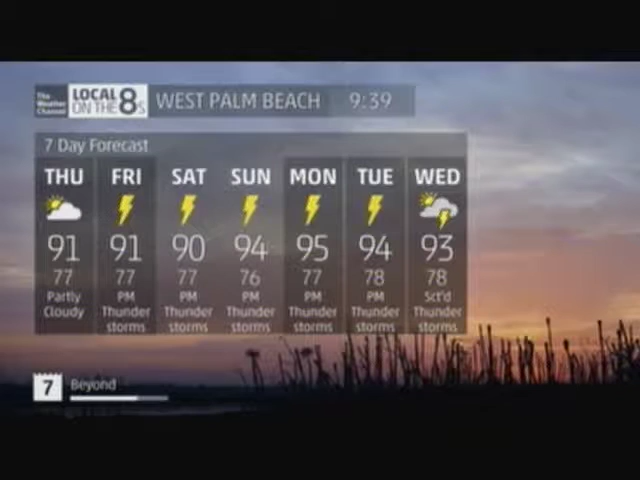 The Weather Channel
LOCAL ON THE 8s
WEST PALM BEACH 9:39
7 Day Forecast
THU FRI SAT SUN MON TUE WED
91 91 90 94 95 94 93
77 77 77 76 77 78 78
Partly PM PM PM PM PM Sct'd
Cloudy Thunder Thunder Thunder Thunder Thunder Thunder
storms storms storms storms storms storms
7 Beyond